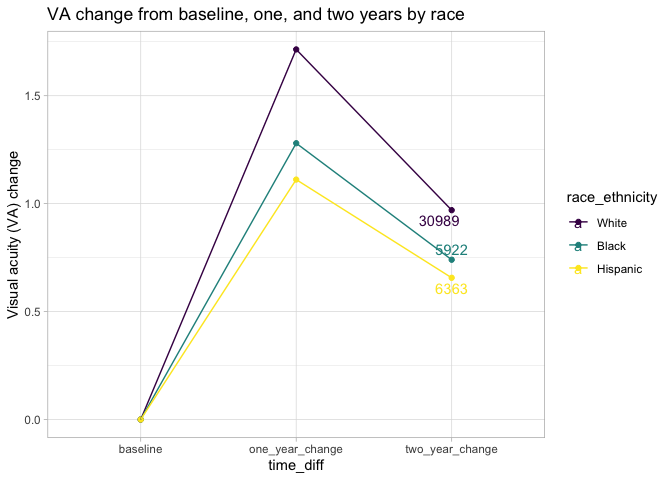 VA change from baseline, one, and two years by race
Visual acuity (VA) change
1.5
1.0
0.5
0.0
30989
5922
6363
baseline one_year_change two_year_change
time_diff
race_ethnicity
a White
a Black
a Hispanic